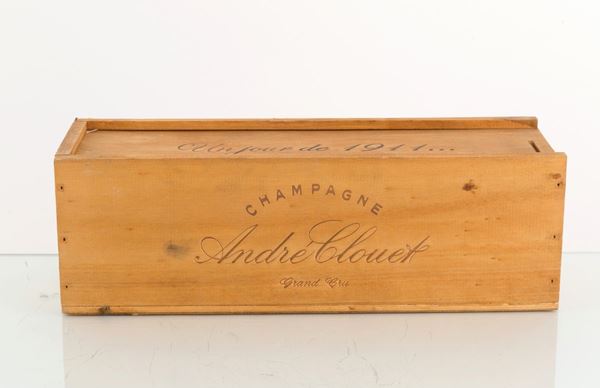 Un jour de 1911...
CHAMPAGNE
André Clouet
Grand Cru